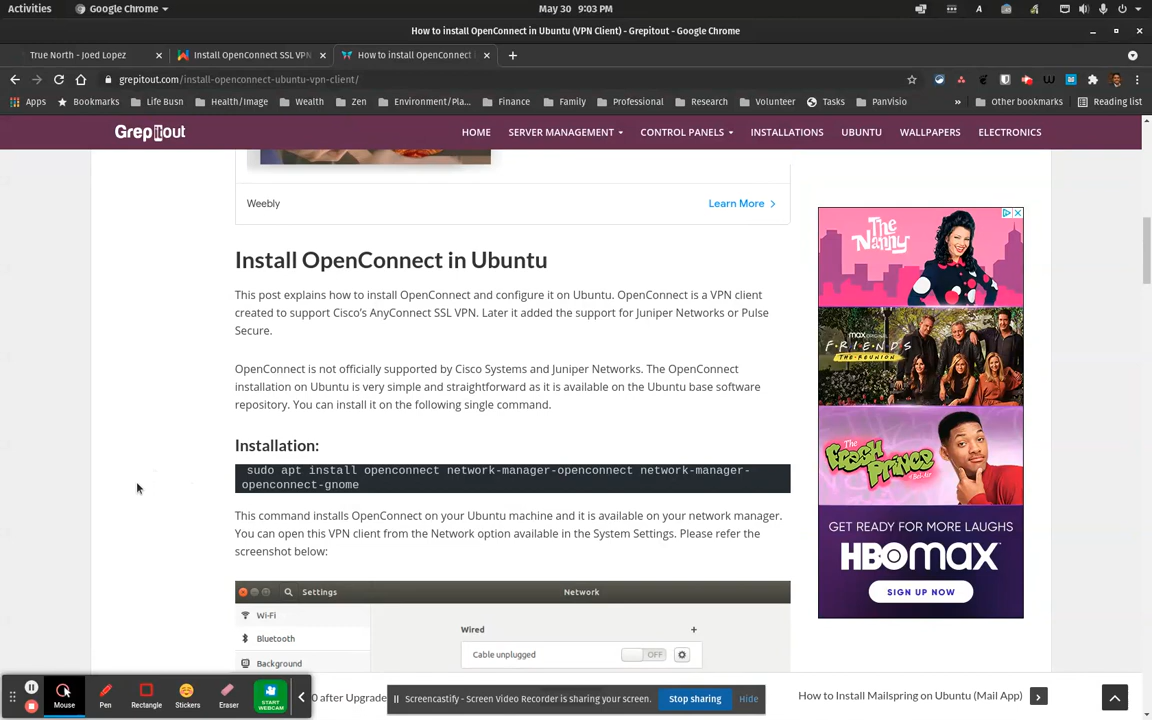 Activities
Google Chrome
May 30 9:03 PM
How to install OpenConnect in Ubuntu (VPN Client) - Grepitout - Google Chrome
True North - Joed Lopez
Install OpenConnect SSL VPN
How to install OpenConnect
grepitout.com/install-openconnect-ubuntu-vpn-client/
Apps
Bookmarks
Life Busn
Health/Image
Wealth
Zen
Environment/Pla...
Finance
Family
Professional
Research
Volunteer
Tasks
PanVisio
»
Other bookmarks
Reading list
Grepitout
HOME
SERVER MANAGEMENT
CONTROL PANELS
INSTALLATIONS
UBUNTU
WALLPAPERS
ELECTRONICS
Weebly
Learn More
Install OpenConnect in Ubuntu
This post explains how to install OpenConnect and configure it on Ubuntu. OpenConnect is a VPN client
created to support Cisco's AnyConnect SSL VPN. Later it added the support for Juniper Networks or Pulse
Secure.
OpenConnect is not officially supported by Cisco Systems and Juniper Networks. The OpenConnect
installation on Ubuntu is very simple and straightforward as it is available on the Ubuntu base software
repository. You can install it on the following single command.
Installation:
sudo apt install openconnect network-manager-openconnect network-manager-
openconnect-gnome
This command installs OpenConnect on your Ubuntu machine and it is available on your network manager.
You can open this VPN client from the Network option available in the System Settings. Please refer the
screenshot below:
Settings
Network
Wi-Fi
Bluetooth
Background
Wired
+
Cable unplugged
OFF
The
Nanny
max ORIGINAL
FRIENDS
THE REUNION
The
Fresh
Prince
of Bel-Air
GET READY FOR MORE LAUGHS
HBOmax
SIGN UP NOW
Mouse
Pen
Rectangle
Stickers
Eraser
START
WEBCAM
0 after Upgrade
Screencastify - Screen Video Recorder is sharing your screen.
Stop sharing
Hide
How to Install Mailspring on Ubuntu (Mail App)